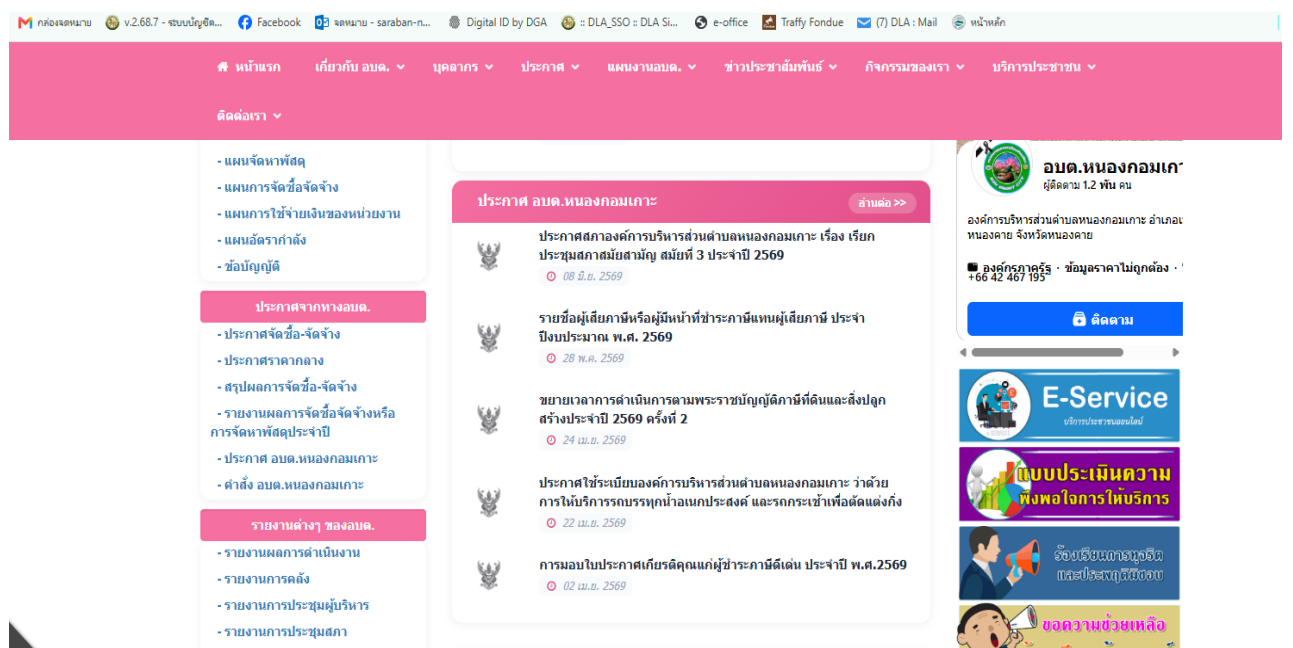 กล่องจดหมาย
v.2.68.7 - ระบบบัญชีอ...
Facebook
จดหมาย - saraban-n...
Digital ID by DGA
:: DLA_SSO :: DLA Si...
e-office
Traffy Fondue
(7) DLA : Mail
หน้าหลัก
หน้าแรก
เกี่ยวกับ อบต.
บุคลากร
ประกาศ
แผนงานอบต.
ข่าวประชาสัมพันธ์
กิจกรรมของเรา
บริการประชาชน
ติดต่อเรา
- แผนจัดหาพัสดุ
- แผนการจัดซื้อจัดจ้าง
- แผนการใช้จ่ายเงินของหน่วยงาน
- แผนอัตรากำลัง
- ข้อบัญญัติ
ประกาศจากทางอบต.
- ประกาศจัดซื้อ-จัดจ้าง
- ประกาศราคากลาง
- สรุปผลการจัดซื้อ-จัดจ้าง
- รายงานผลการจัดซื้อจัดจ้างหรือ
การจัดหาพัสดุประจำปี
- ประกาศ อบต.หนองกอมเกาะ
- คำสั่ง อบต.หนองกอมเกาะ
รายงานต่างๆ ของอบต.
- รายงานผลการดำเนินงาน
- รายงานการคลัง
- รายงานการประชุมผู้บริหาร
- รายงานการประชุมสภา
ประกาศ อบต.หนองกอมเกาะ
อ่านต่อ >>
ประกาศสภาองค์การบริหารส่วนตำบลหนองกอมเกาะ เรื่อง เรียก
ประชุมสภาสมัยสามัญ สมัยที่ 3 ประจำปี 2569
08 มิ.ย. 2569
รายชื่อผู้เสียภาษีหรือผู้มีหน้าที่ชำระภาษีแทนผู้เสียภาษี ประจำ
ปีงบประมาณ พ.ศ. 2569
28 พ.ค. 2569
ขยายเวลาการดำเนินการตามพระราชบัญญัติภาษีที่ดินและสิ่งปลูก
สร้างประจำปี 2569 ครั้งที่ 2
24 เม.ย. 2569
ประกาศใช้ระเบียบองค์การบริหารส่วนตำบลหนองกอมเกาะ ว่าด้วย
การให้บริการรถบรรทุกน้ำอเนกประสงค์ และรถกระเช้าเพื่อตัดแต่งกิ่ง
22 เม.ย. 2569
การมอบใบประกาศเกียรติคุณแก่ผู้ชำระภาษีดีเด่น ประจำปี พ.ศ.2569
02 เม.ย. 2569
อบต.หนองกอมเกา
ผู้ติดตาม 1.2 พัน คน
องค์การบริหารส่วนตำบลหนองกอมเกาะ อำเภอเ
หนองคาย จังหวัดหนองคาย
องค์กรภาครัฐ · ข้อมูลราคาไม่ถูกต้อง ·
+66 42 467 195
ติดตาม
E-Service
บริการประชาชนออนไลน์
แบบประเมินความ
พึงพอใจการให้บริการ
ร้องเรียนการทุจริต
และประพฤติมิชอบ
ขอความช่วยเหลือ